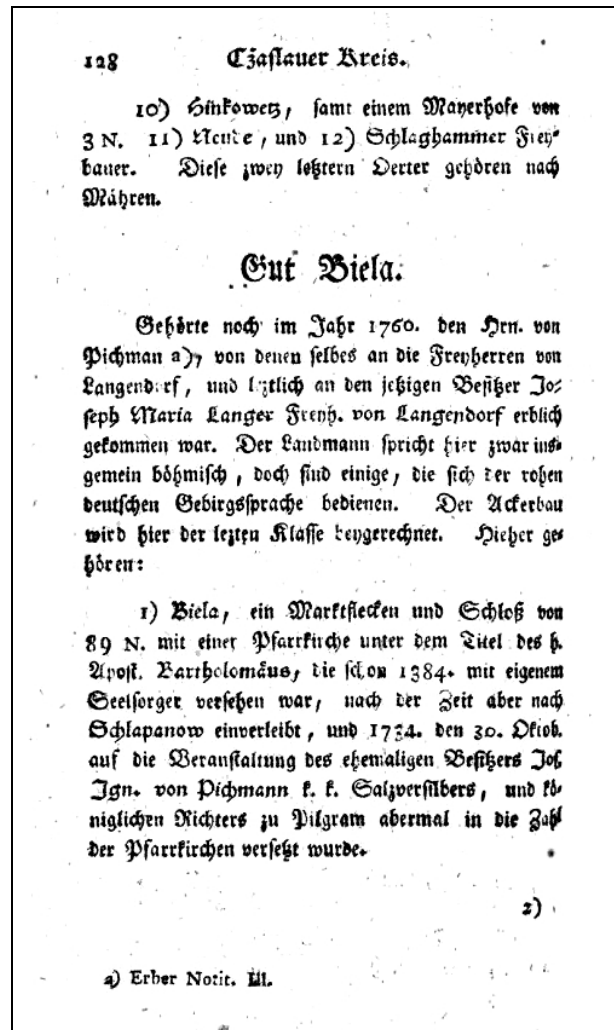 128 Czaslauer Kreis.
10) Hinkowetz, samt einem Mayerhofe von
3 N. 11) Neude, und 12) Schlaghammer Frey-
bauer. Diese zwey letztern Oerter gehören nach
Mähren.
Gut Biela.
Gehörte noch im Jahr 1760. den Hrn. von
Pichman a), von denen selbes an die Freyherren von
Langendorf, und letztlich an den jetzigen Besitzer Jo-
seph Maria Langer Freyh. von Langendorf erblich
gekommen war. Der Landmann spricht hier zwar ins-
gemein böhmisch, doch sind einige, die sich der rohen
deutschen Gebirgssprache bedienen. Der Ackerbau
wird hier der lezten Klasse beygerechnet. Hieher ge-
hören:
1) Biela, ein Marktflecken und Schloß von
89 N. mit einer Pfarrkirche unter dem Titel des h.
Apost. Bartholomäus, die schon 1384. mit eigenem
Seelsorger versehen war, nach der Zeit aber nach
Schlapanow einverleibt, und 1734. den 30. Oktob.
auf die Veranstaltung des ehemaligen Besitzers Jos.
Ign. von Pichmann k. k. Salzversilbers, und kö-
niglichen Richters zu Pilgram abermal in die Zahl
der Pfarrkirchen versetzt wurde.
2)
a) Erber Notit. III.